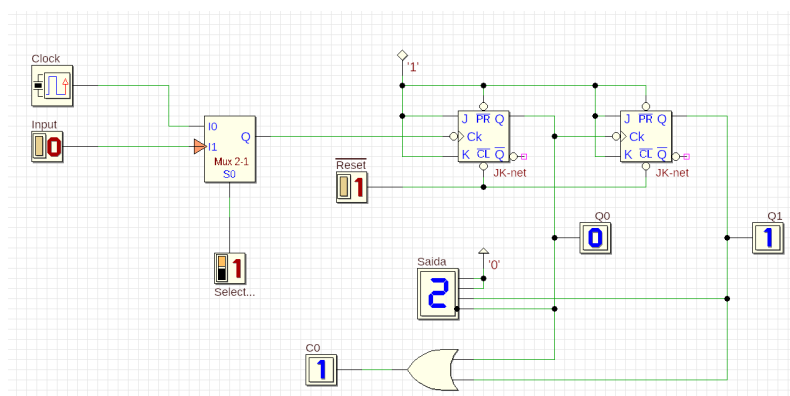 Clock
'1'
Input
0
I0
I1
Q
Mux 2-1
S0
J PR Q
Ck
K CL Q
JK-net
J PR Q
Ck
K CL Q
JK-net
Reset
1
Q0
0
Q1
1
1
Select...
Saida
2
'0'
C0
1